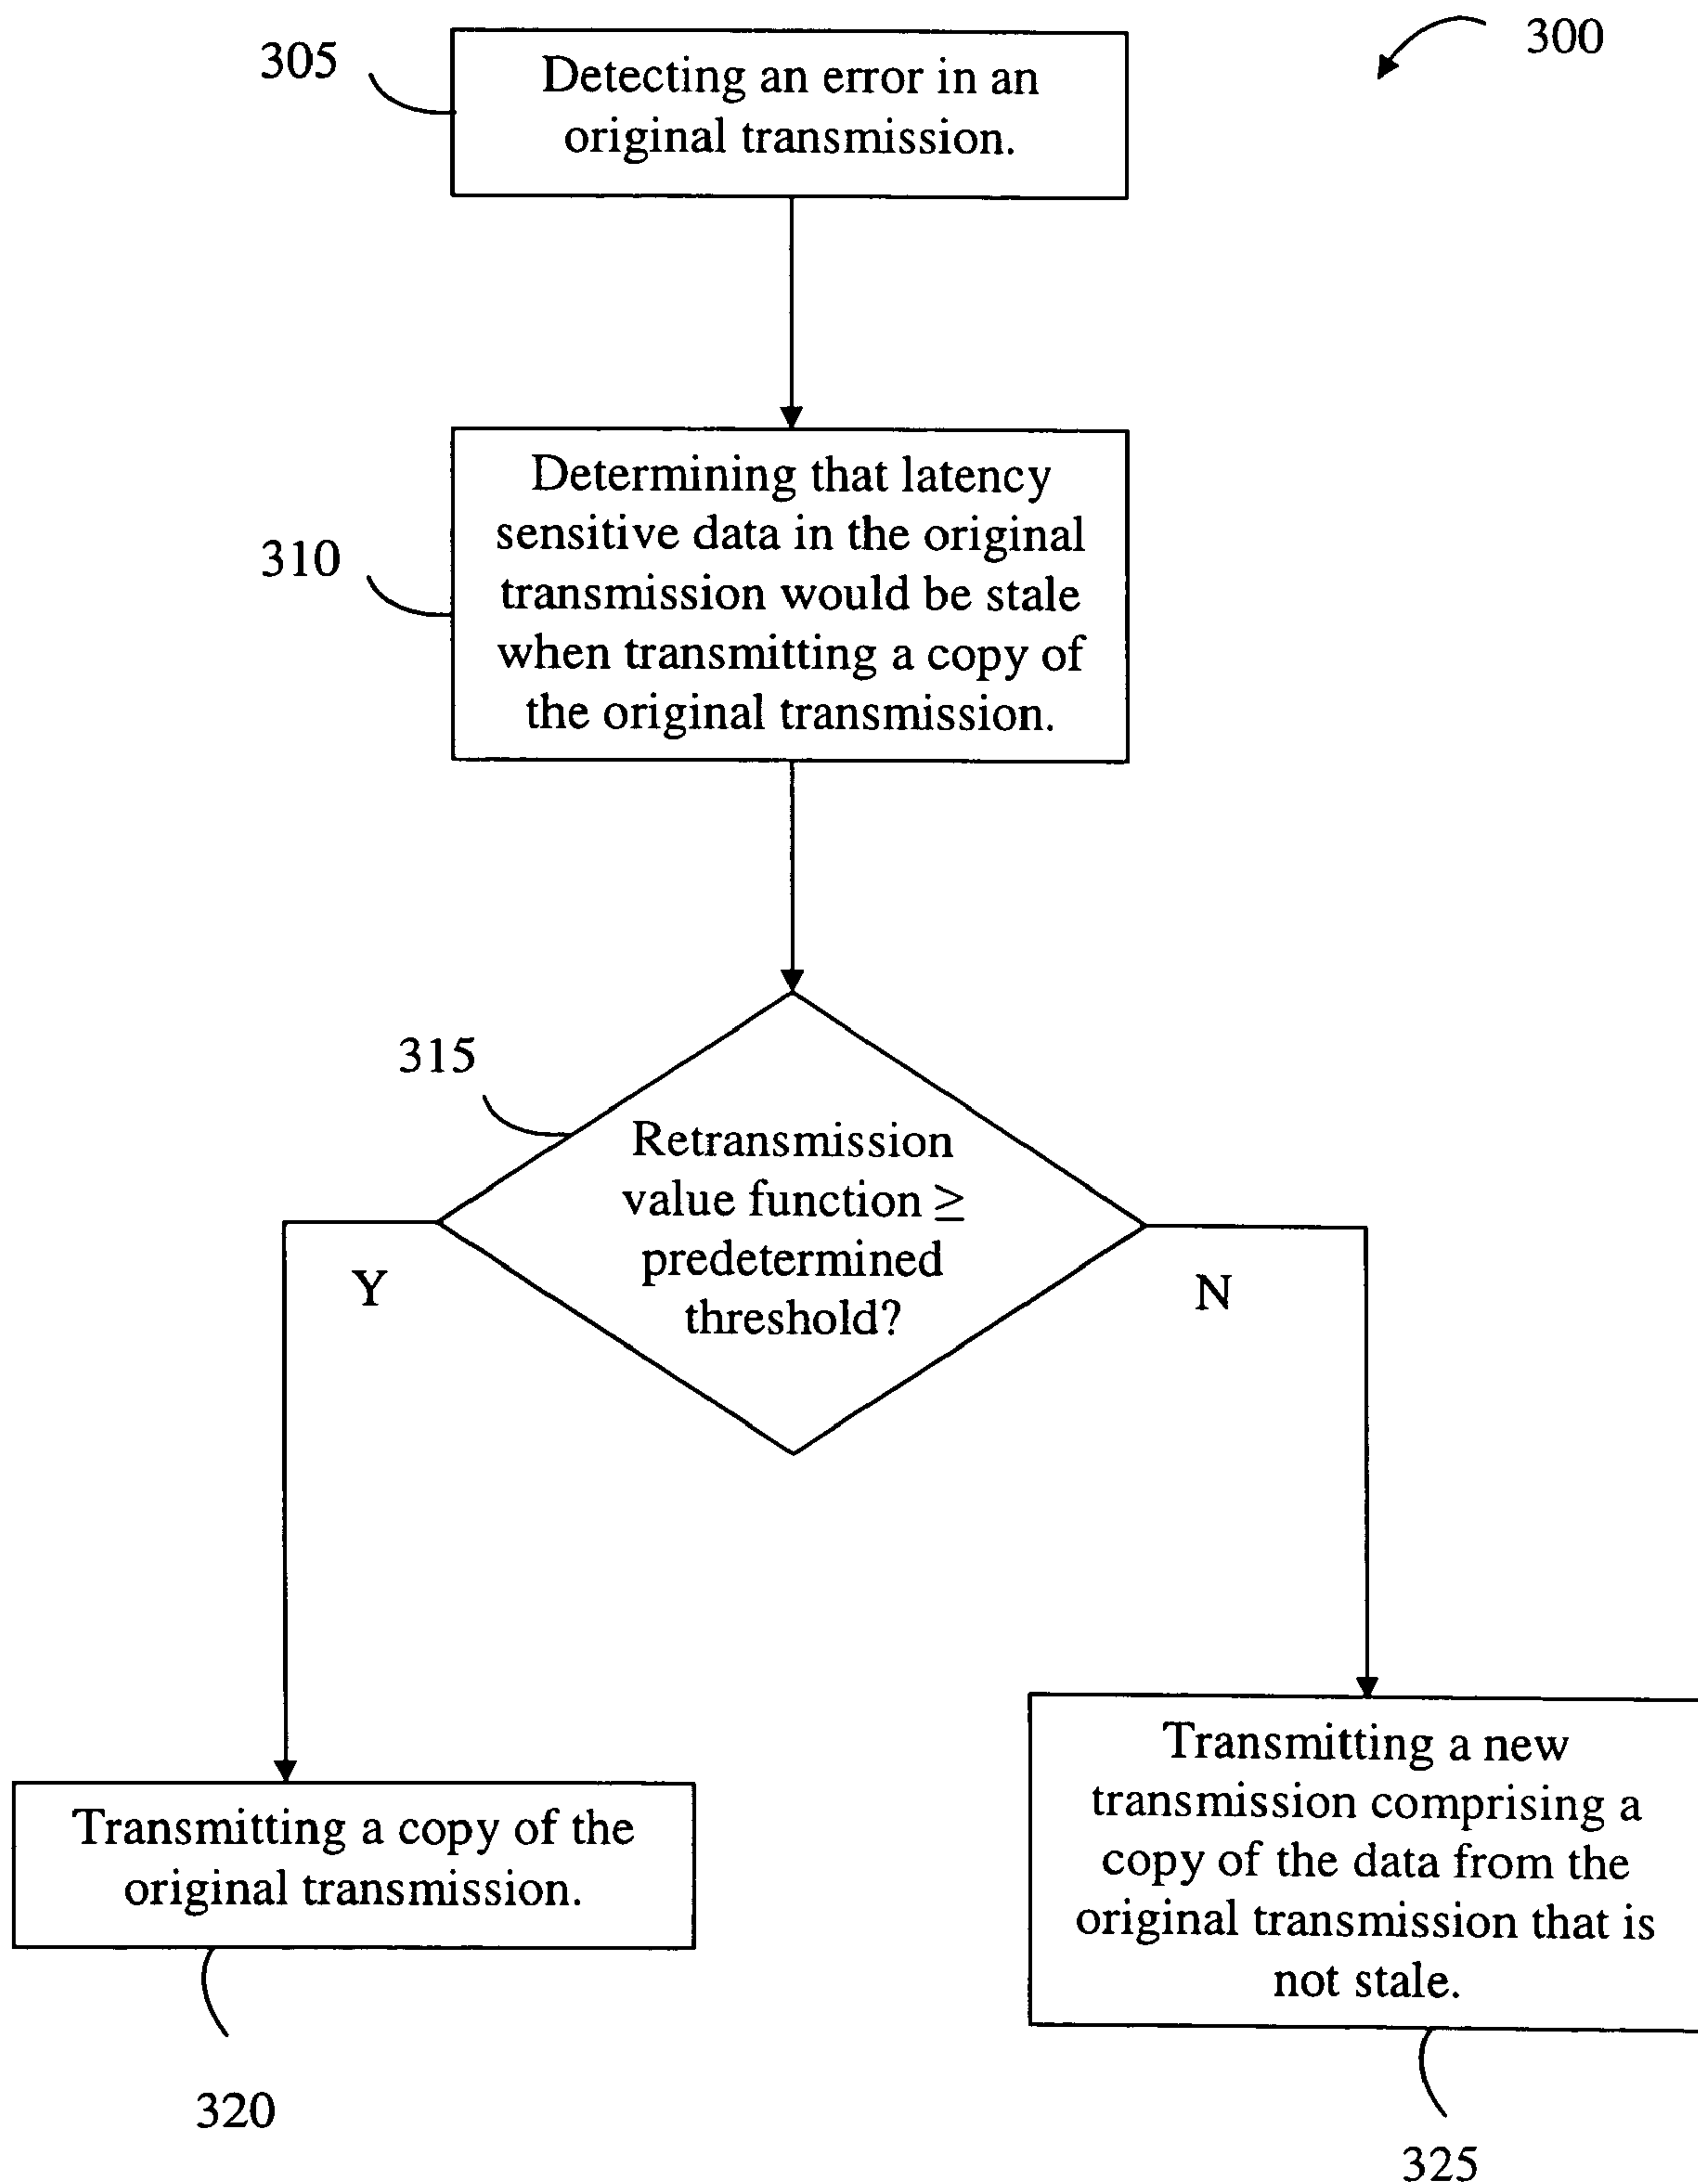 300
305
Detecting an error in an
original transmission.
310
Determining that latency
sensitive data in the original
transmission would be stale
when transmitting a copy of
the original transmission.
315
Retransmission
value function ≥
predetermined
threshold?
Y
N
Transmitting a copy of the
original transmission.
320
Transmitting a new
transmission comprising a
copy of the data from the
original transmission that is
not stale.
325